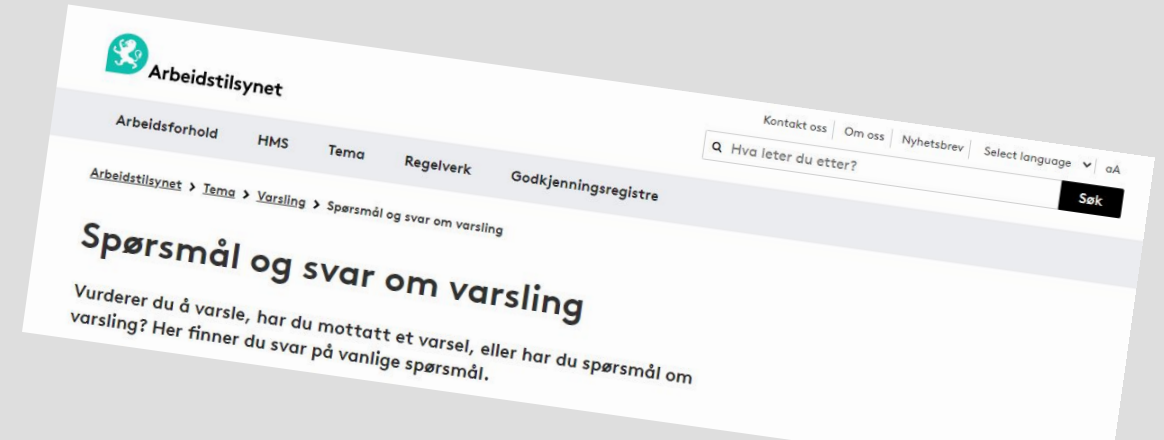 Arbeidstilsynet
Kontakt oss Om oss Nyhetsbrev Select language aA
Hva leter du etter? Søk
Arbeidsforhold HMS Tema Regelverk Godkjenningsregistre
Arbeidstilsynet > Tema > Varsling > Spørsmål og svar om varsling
Spørsmål og svar om varsling
Vurderer du å varsle, har du mottatt et varsel, eller har du spørsmål om
varsling? Her finner du svar på vanlige spørsmål.